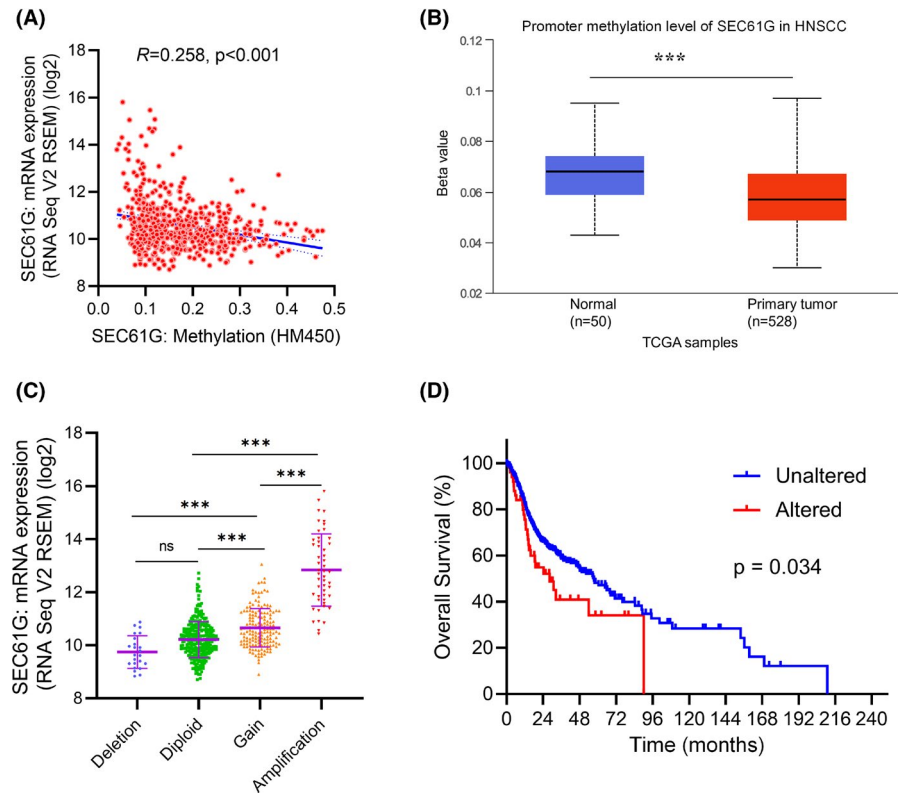 (A)
R=0.258, p<0.001
SEC61G: mRNA expression
(RNA Seq V2 RSEM) (log2)
18
16
14
12
10
8
0.0 0.1 0.2 0.3 0.4 0.5
SEC61G: Methylation (HM450)
(B)
Promoter methylation level of SEC61G in HNSCC
***
Beta value
0.12
0.1
0.08
0.06
0.04
0.02
Normal
(n=50)
Primary tumor
(n=528)
TCGA samples
(C)
SEC61G: mRNA expression
(RNA Seq V2 RSEM) (log2)
18
16
14
12
10
8
***
***
***
ns
***
Deletion
Diploid
Gain
Amplification
(D)
Overall Survival (%)
100
80
60
40
20
0
Unaltered
Altered
p = 0.034
0 24 48 72 96 120 144 168 192 216 240
Time (months)